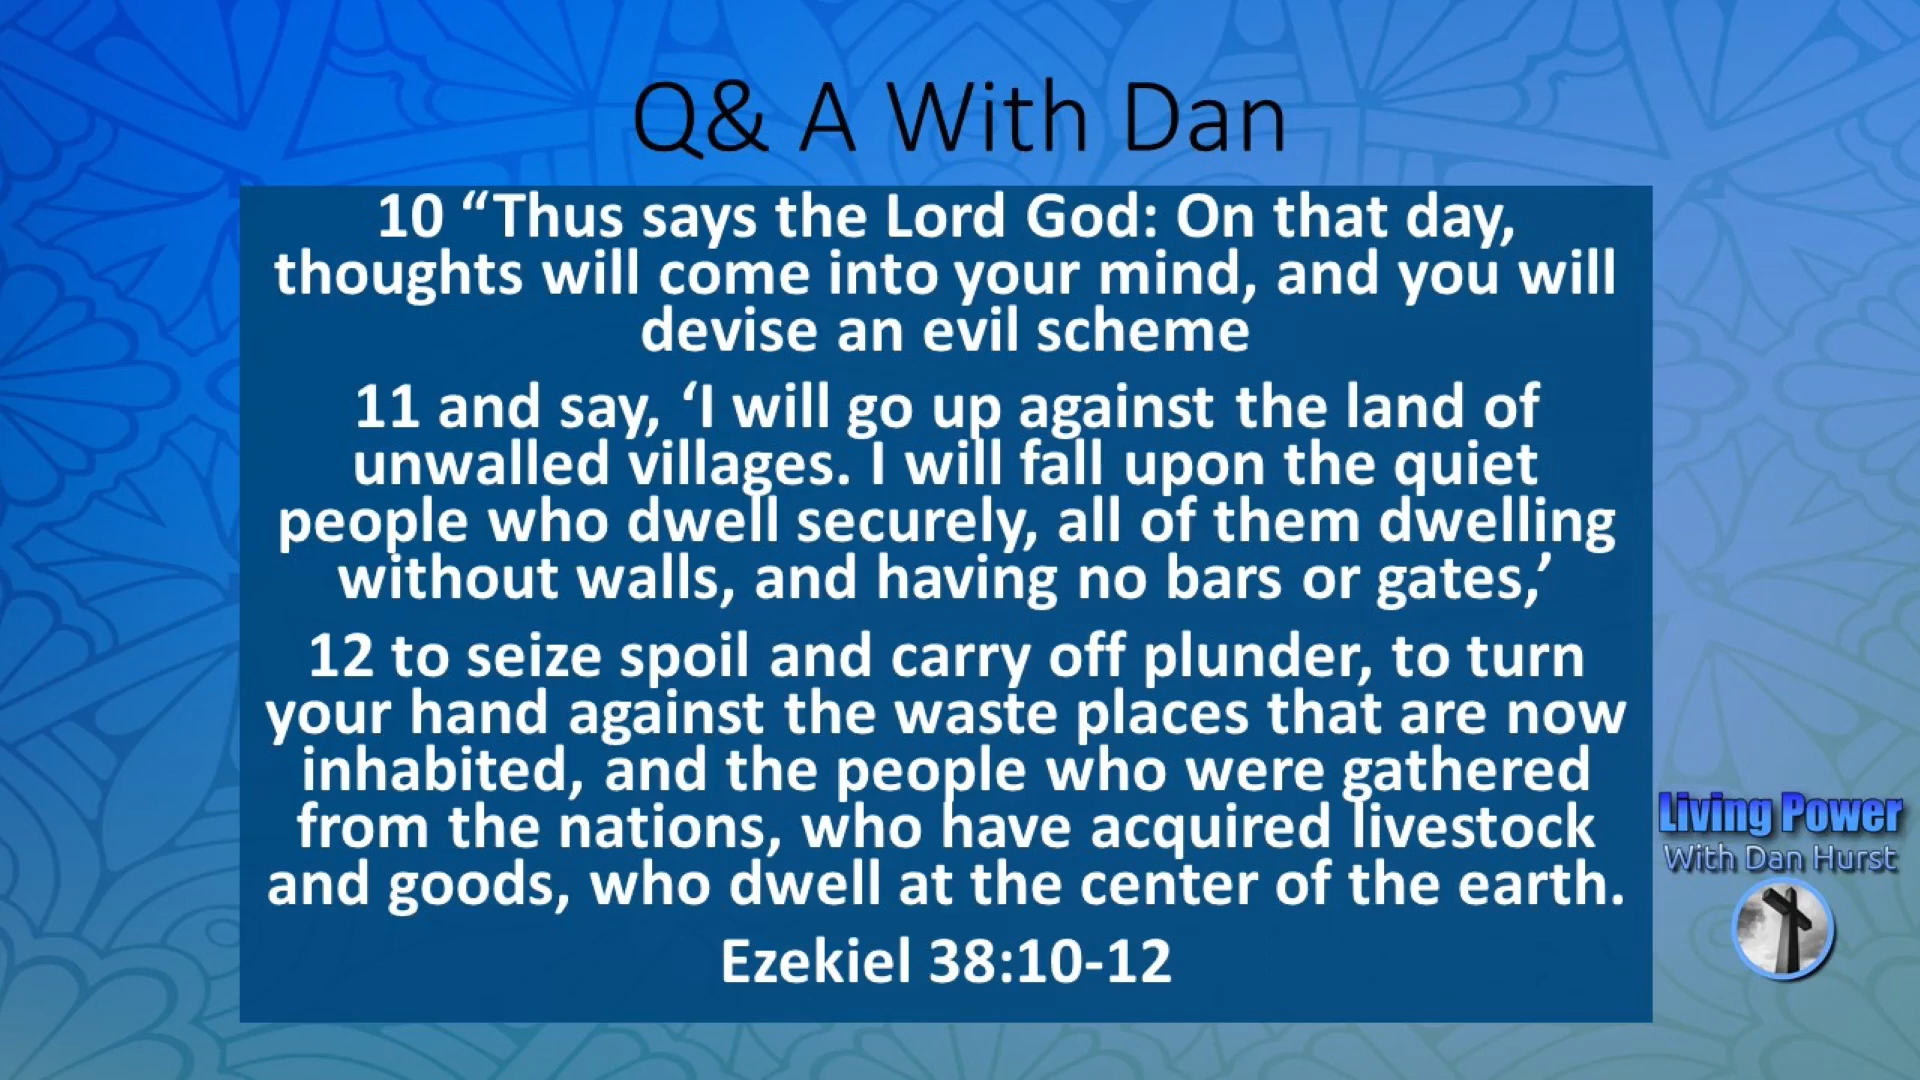 Q& A With Dan
10 “Thus says the Lord God: On that day,
thoughts will come into your mind, and you will
devise an evil scheme
11 and say, ‘I will go up against the land of
unwalled villages. I will fall upon the quiet
people who dwell securely, all of them dwelling
without walls, and having no bars or gates,’
12 to seize spoil and carry off plunder, to turn
your hand against the waste places that are now
inhabited, and the people who were gathered
from the nations, who have acquired livestock
and goods, who dwell at the center of the earth.
Ezekiel 38:10-12
Living Power
With Dan Hurst